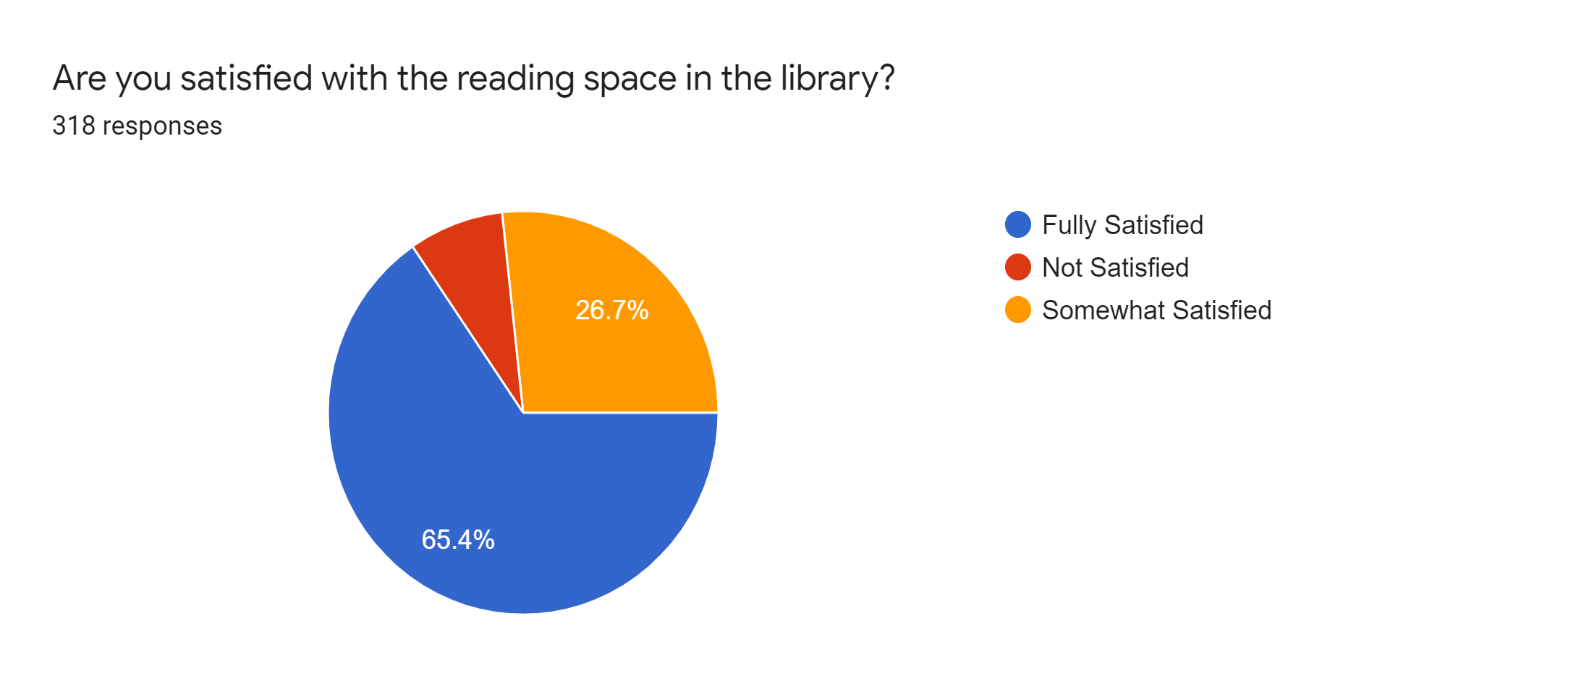 Are you satisfied with the reading space in the library?
318 responses
26.7%
65.4%
Fully Satisfied
Not Satisfied
Somewhat Satisfied